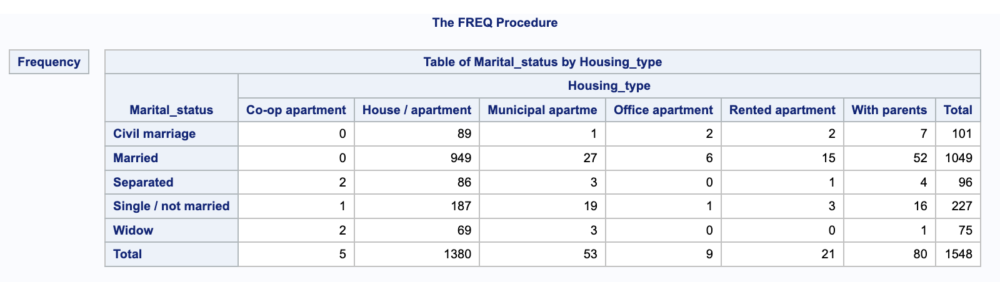 The FREQ Procedure
Frequency
Table of Marital_status by Housing_type
Housing_type
Marital_status Co-op apartment House / apartment Municipal apartme Office apartment Rented apartment With parents Total
Civil marriage 0 89 1 2 2 7 101
Married 0 949 27 6 15 52 1049
Separated 2 86 3 0 1 4 96
Single / not married 1 187 19 1 3 16 227
Widow 2 69 3 0 0 1 75
Total 5 1380 53 9 21 80 1548